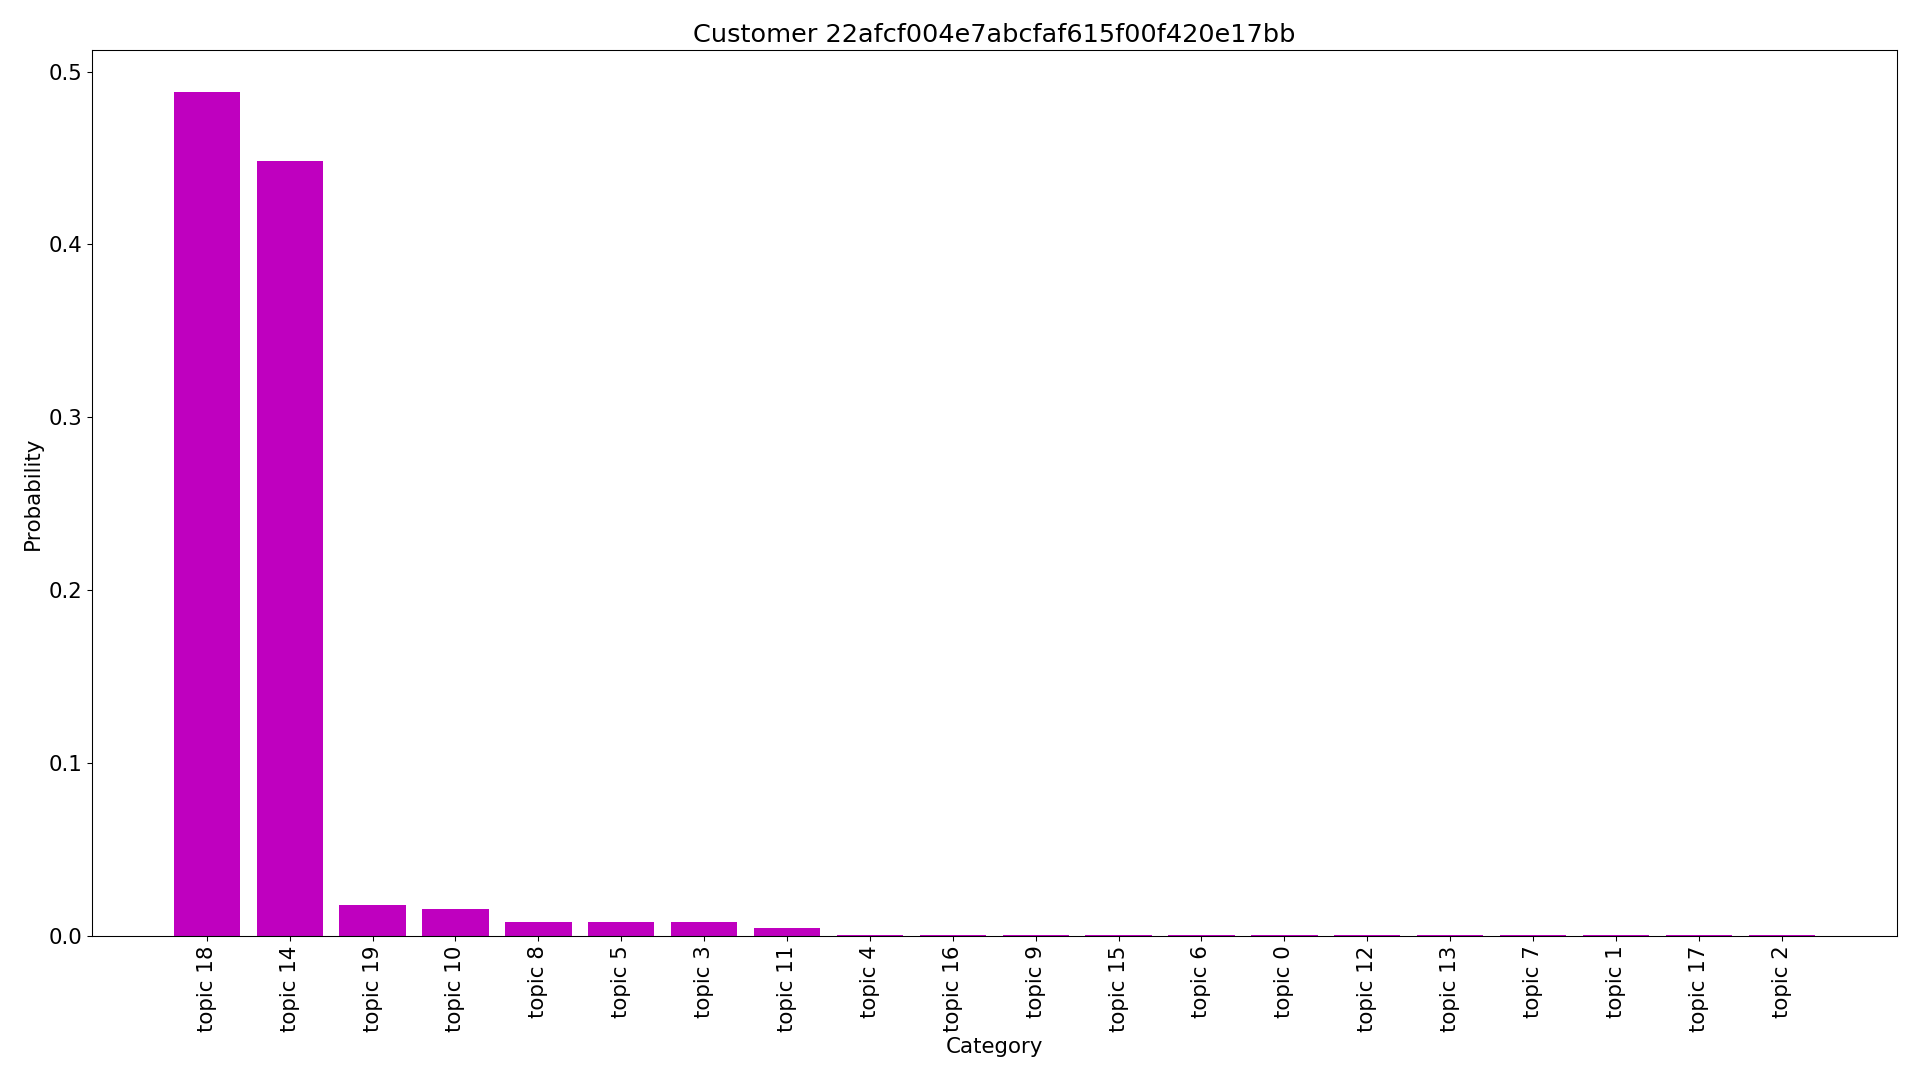 Customer 22afcf004e7abcfaf615f00f420e17bb
Probability
0.5
0.4
0.3
0.2
0.1
0.0
topic 18
topic 14
topic 19
topic 10
topic 8
topic 5
topic 3
topic 11
topic 4
topic 16
topic 9
topic 15
topic 6
topic 0
topic 12
topic 13
topic 7
topic 1
topic 17
topic 2
Category